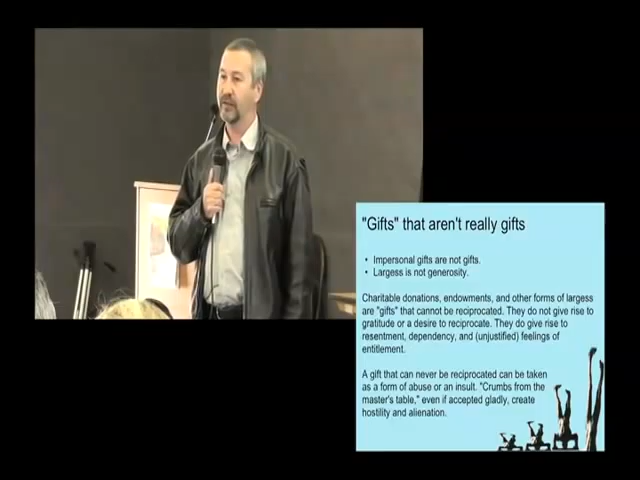 "Gifts" that aren't really gifts
• Impersonal gifts are not gifts.
• Largess is not generosity.
Charitable donations, endowments, and other forms of largess
are "gifts" that cannot be reciprocated. They do not give rise to
gratitude or a desire to reciprocate. They do give rise to
resentment, dependency, and (unjustified) feelings of
entitlement.
A gift that can never be reciprocated can be taken
as a form of abuse or an insult. "Crumbs from the
master's table," even if accepted gladly, create
hostility and alienation.